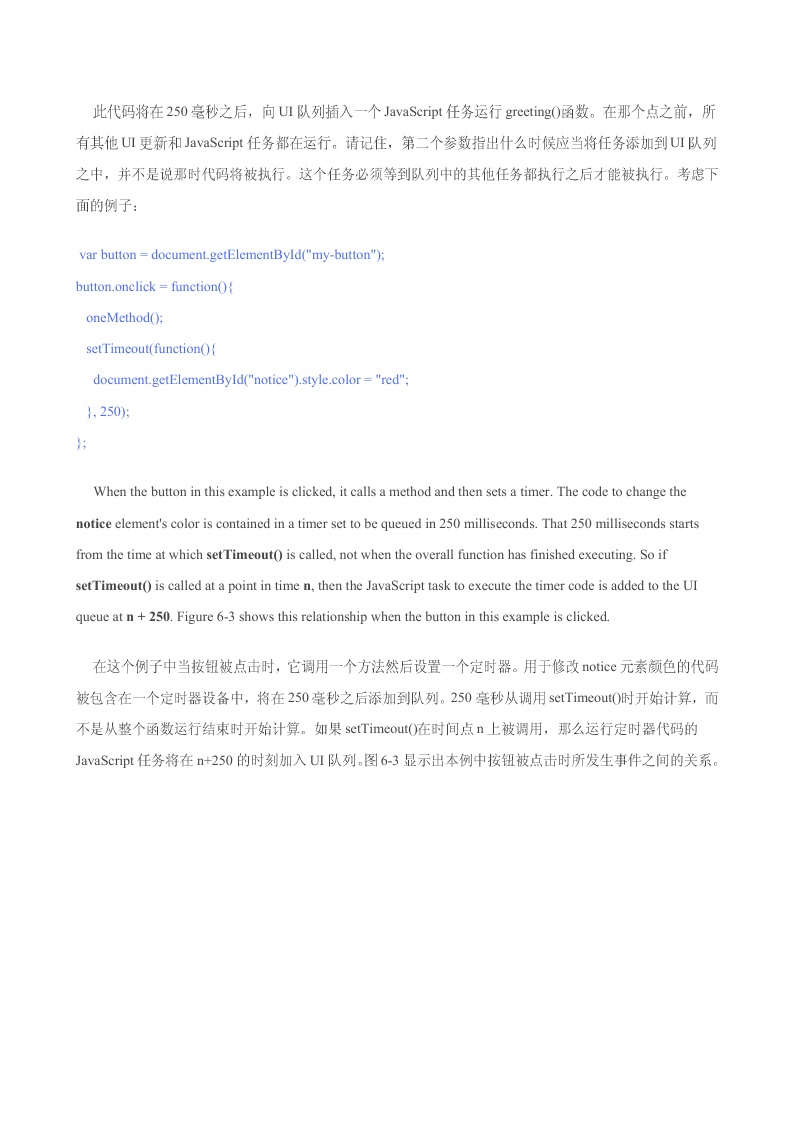 此代码将在 250 毫秒之后，向 UI 队列插入一个 JavaScript 任务运行 greeting()函数。在那个点之前，所
有其他 UI 更新和 JavaScript 任务都在运行。请记住，第二个参数指出什么时候应当将任务添加到 UI 队列
之中，并不是说那时代码将被执行。这个任务必须等到队列中的其他任务都执行之后才能被执行。考虑下
面的例子：
var button = document.getElementById("my-button");
button.onclick = function(){
oneMethod();
setTimeout(function(){
document.getElementById("notice").style.color = "red";
}, 250);
};
When the button in this example is clicked, it calls a method and then sets a timer. The code to change the
notice element's color is contained in a timer set to be queued in 250 milliseconds. That 250 milliseconds starts
from the time at which setTimeout() is called, not when the overall function has finished executing. So if
setTimeout() is called at a point in time n, then the JavaScript task to execute the timer code is added to the UI
queue at n + 250. Figure 6-3 shows this relationship when the button in this example is clicked.
在这个例子中当按钮被点击时，它调用一个方法然后设置一个定时器。用于修改 notice 元素颜色的代码
被包含在一个定时器设备中，将在 250 毫秒之后添加到队列。250 毫秒从调用 setTimeout()时开始计算，而
不是从整个函数运行结束时开始计算。如果 setTimeout()在时间点 n 上被调用，那么运行定时器代码的
JavaScript 任务将在 n+250 的时刻加入 UI 队列。图 6-3 显示出本例中按钮被点击时所发生事件之间的关系。